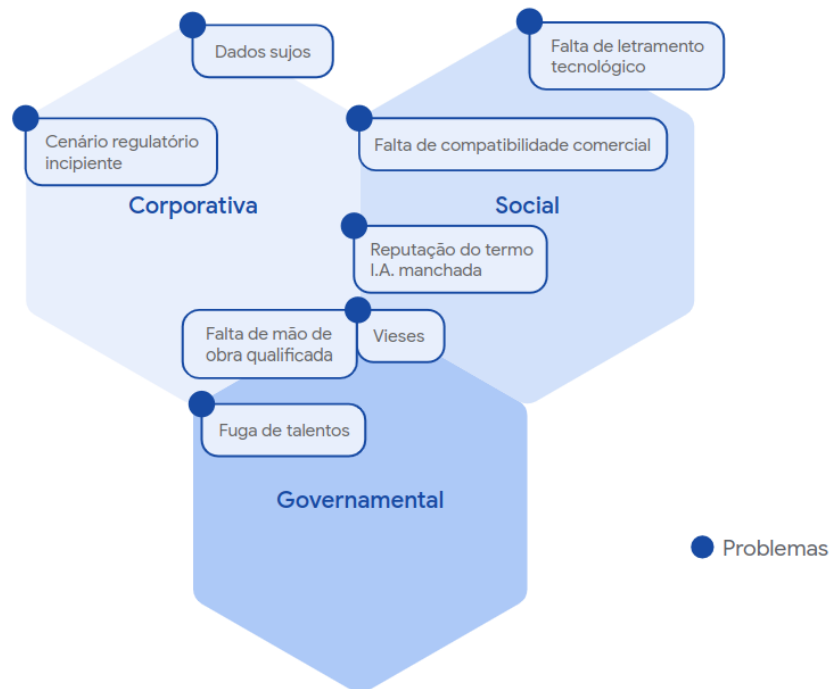 Dados sujos
Falta de letramento
tecnológico
Cenário regulatório
incipiente
Falta de compatibilidade comercial
Corporativa
Social
Reputação do termo
I.A. manchada
Falta de mão de
obra qualificada
Vieses
Fuga de talentos
Governamental
Problemas